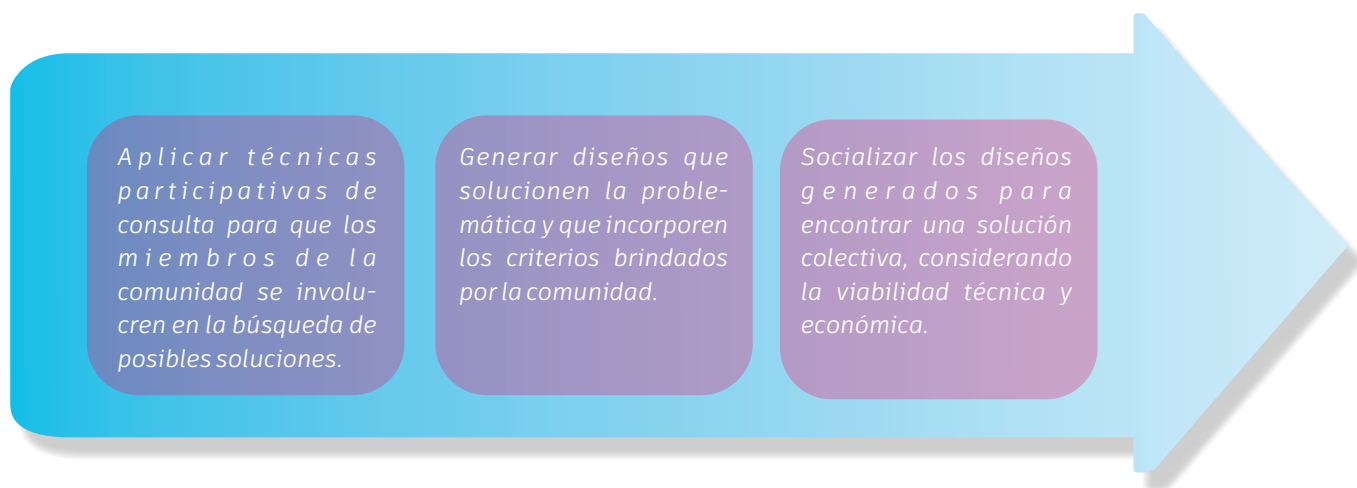 Aplicar técnicas
participativas de
consulta para que los
miembros de la
comunidad se involu-
cren en la búsqueda de
posibles soluciones.
Generar diseños que
solucionen la proble-
mática y que incorporen
los criterios brindados
por la comunidad.
Socializar los diseños
generados para
encontrar una solución
colectiva, considerando
la viabilidad técnica y
económica.